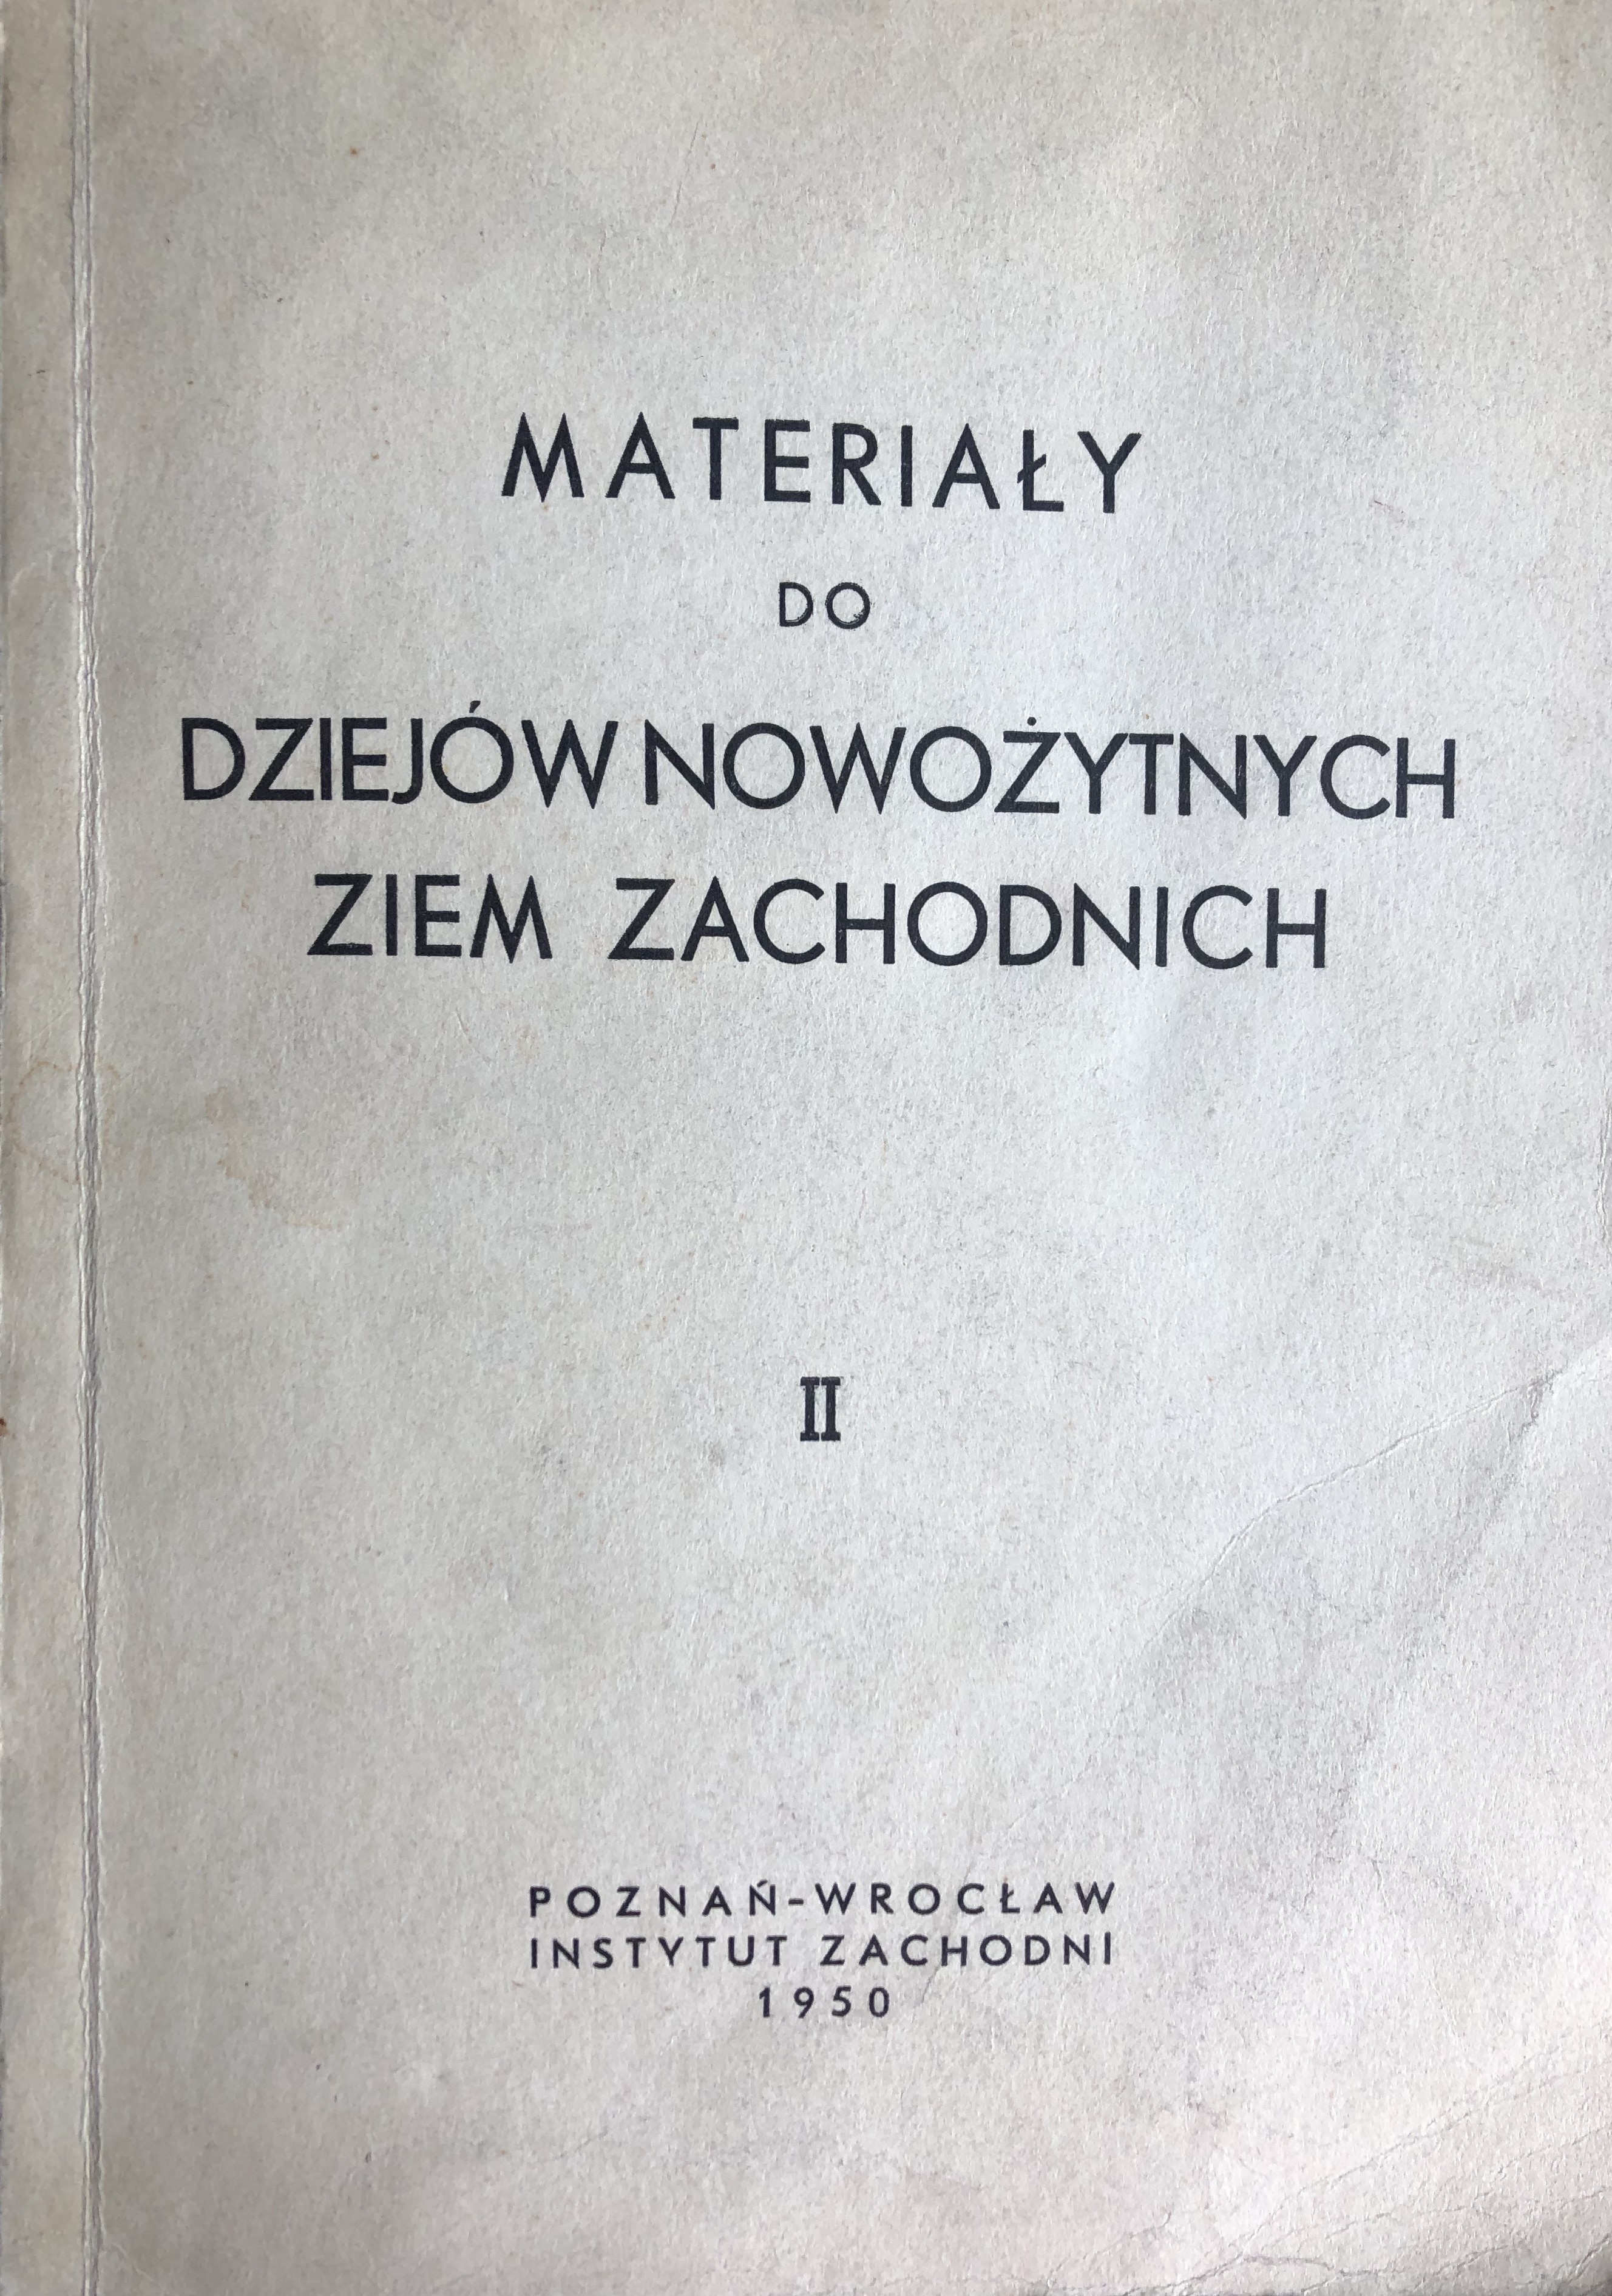 MATERIAŁY
DO
DZIEJÓW NOWOŻYTNYCH
ZIEM ZACHODNICH
II
POZNAŃ-WROCŁAW
INSTYTUT ZACHODNI
1950